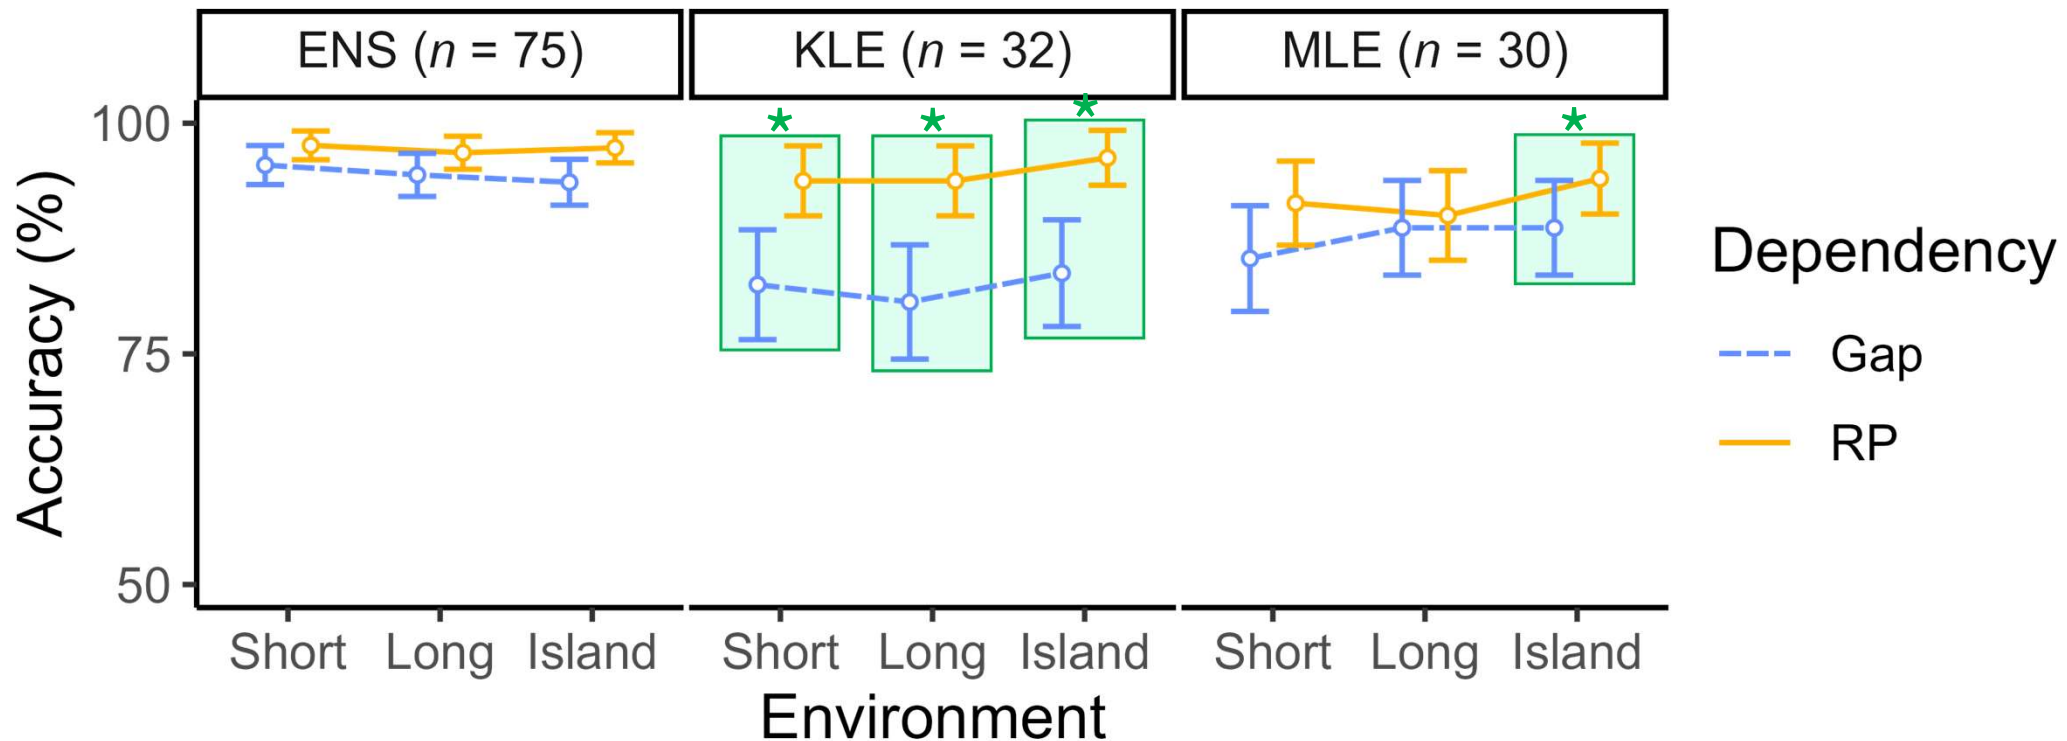 ENS (n = 75) KLE (n = 32) MLE (n = 30)
100
75
50
Accuracy (%)
Short Long Island Short Long Island Short Long Island
Environment
Dependency
Gap
RP